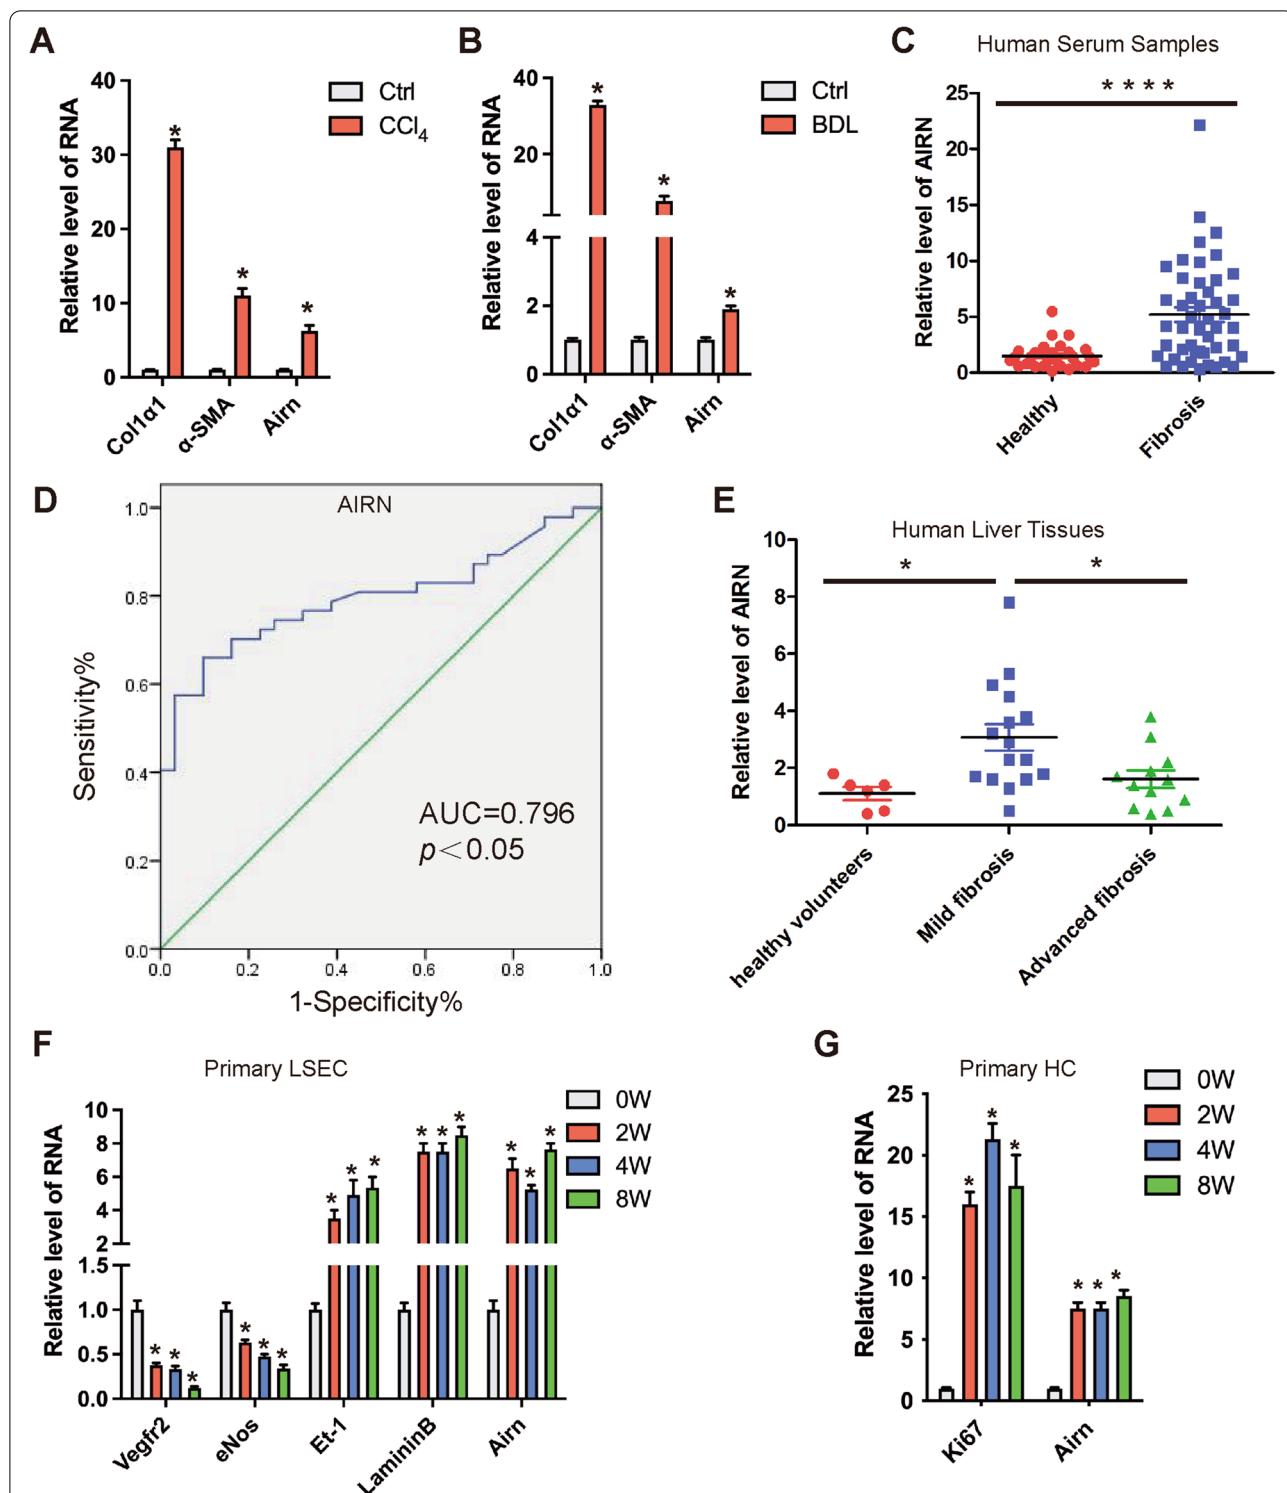 A
Relative level of RNA
40
30
20
10
0
*
*
*
Ctrl
CCl4
Col1α1
α-SMA
Airn
B
Relative level of RNA
40
20
4
2
0
*
*
*
Ctrl
BDL
Col1α1
α-SMA
Airn
C
Human Serum Samples
Relative level of AIRN
25
20
15
10
5
0
* * * *
Healthy
Fibrosis
D
AIRN
Sensitivity%
1.0
0.8
0.6
0.4
0.2
0.0
AUC=0.796
p<0.05
0.0 0.2 0.4 0.6 0.8 1.0
1-Specificity%
E
Human Liver Tissues
Relative level of AIRN
10
8
6
4
2
0
* *
healthy volunteers
Mild fibrosis
Advanced fibrosis
F
Primary LSEC
Relative level of RNA
10
8
6
4
2
1.5
1.0
0.5
0.0
* * *
* * *
* * *
* * *
* * *
0W
2W
4W
8W
Vegfr2
eNos
Et-1
LamininB
Airn
G
Primary HC
Relative level of RNA
25
20
15
10
5
0
* * *
* * *
0W
2W
4W
8W
Ki67
Airn